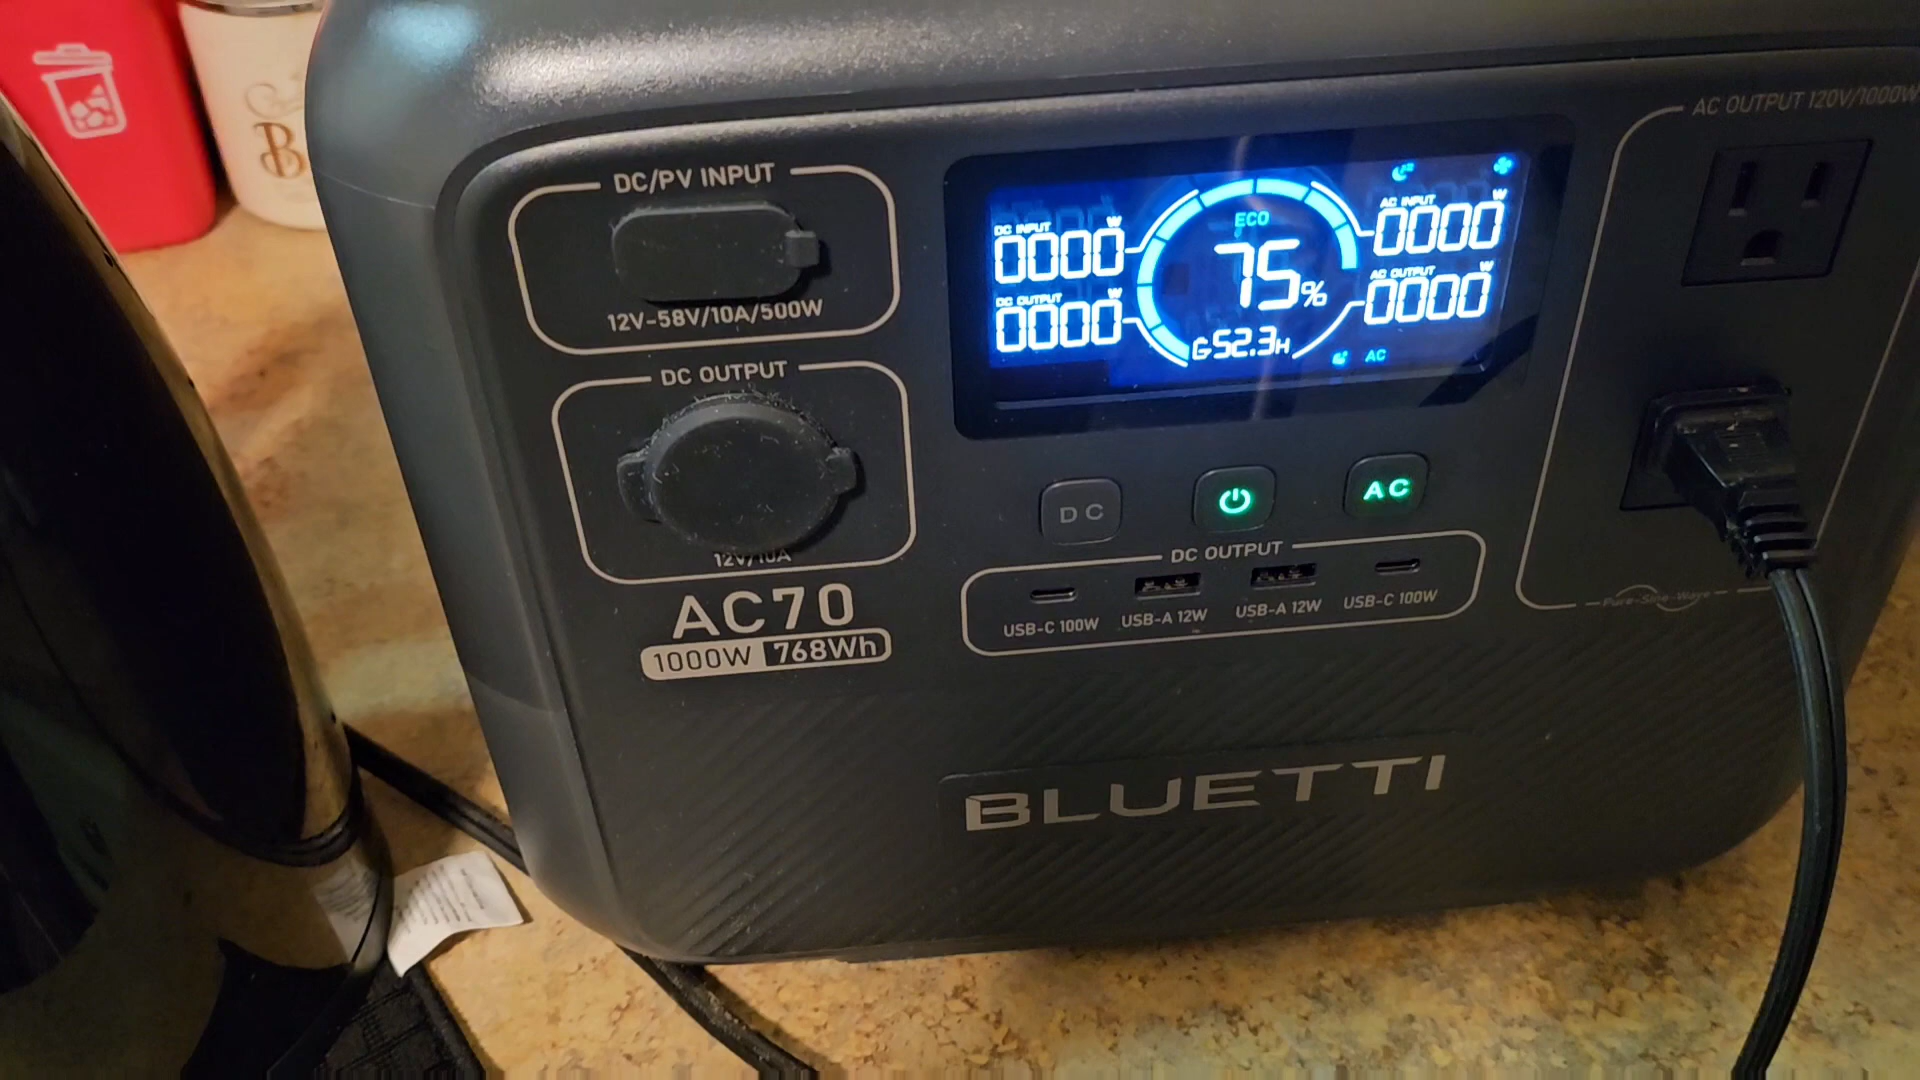 B
DC/PV INPUT
12V-58V/10A/500W
DC OUTPUT
12V/10A
AC70
1000W 768Wh
DC INPUT
0000 W
DC OUTPUT
0000 W
ECO
75%
52.3H
AC INPUT
0000 W
AC OUTPUT
0000 W
AC
DC
AC
DC OUTPUT
USB-C 100W
USB-A 12W
USB-A 12W
USB-C 100W
AC OUTPUT 120V/1000W
Pure-Sine-Wave
BLUETTI